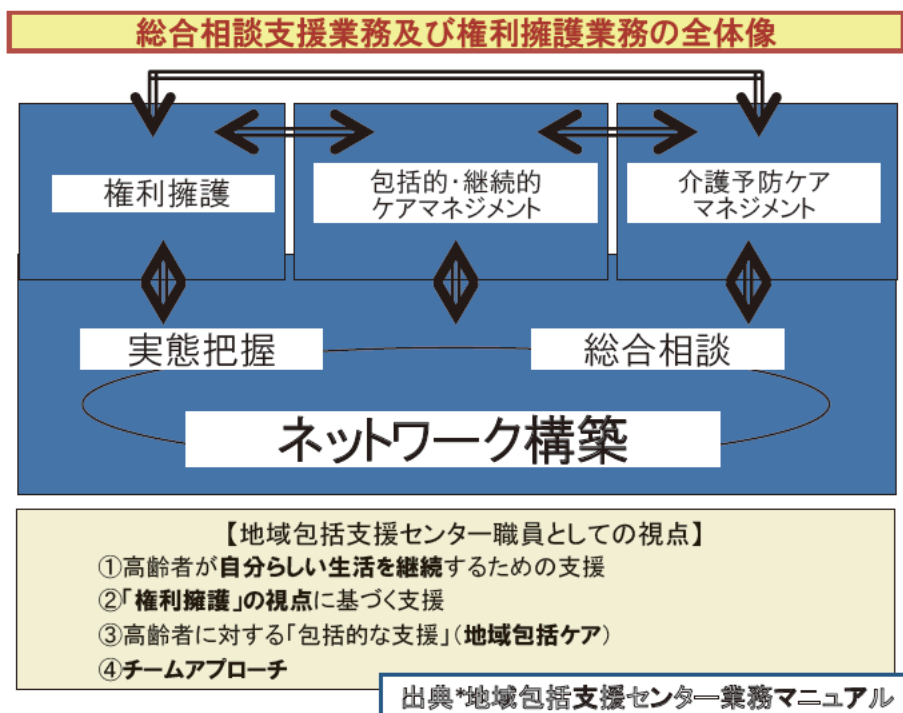 総合相談支援業務及び権利擁護業務の全体像
権利擁護
包括的・継続的
ケアマネジメント
介護予防ケア
マネジメント
実態把握
総合相談
ネットワーク構築
【地域包括支援センター職員としての視点】
①高齢者が自分らしい生活を継続するための支援
②「権利擁護」の視点に基づく支援
③高齢者に対する「包括的な支援」（地域包括ケア）
④チームアプローチ
出典*地域包括支援センター業務マニュアル